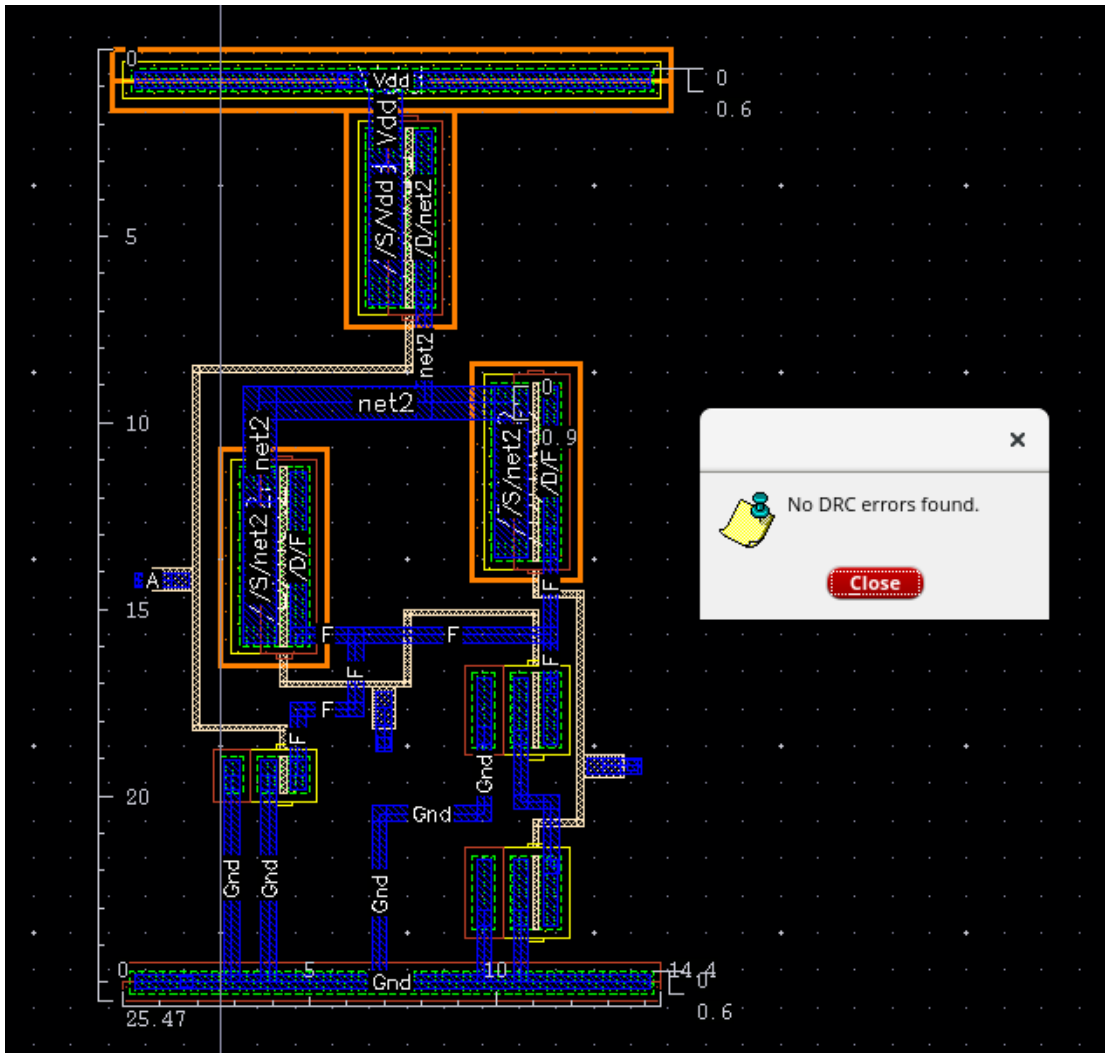 0
Vdd
0
0.6
Vdd
/S/Vdd
/D/net2
5
net2
net2
0
0.9
10
net2
/S/net2
/D/F
/S/net2
/D/F
No DRC errors found.
Close
A
F
15
F
F
F
F
F
F
Gnd
20
Gnd
Gnd
Gnd
Gnd
0
5
10
14.4
Gnd
0
0.6
25.47